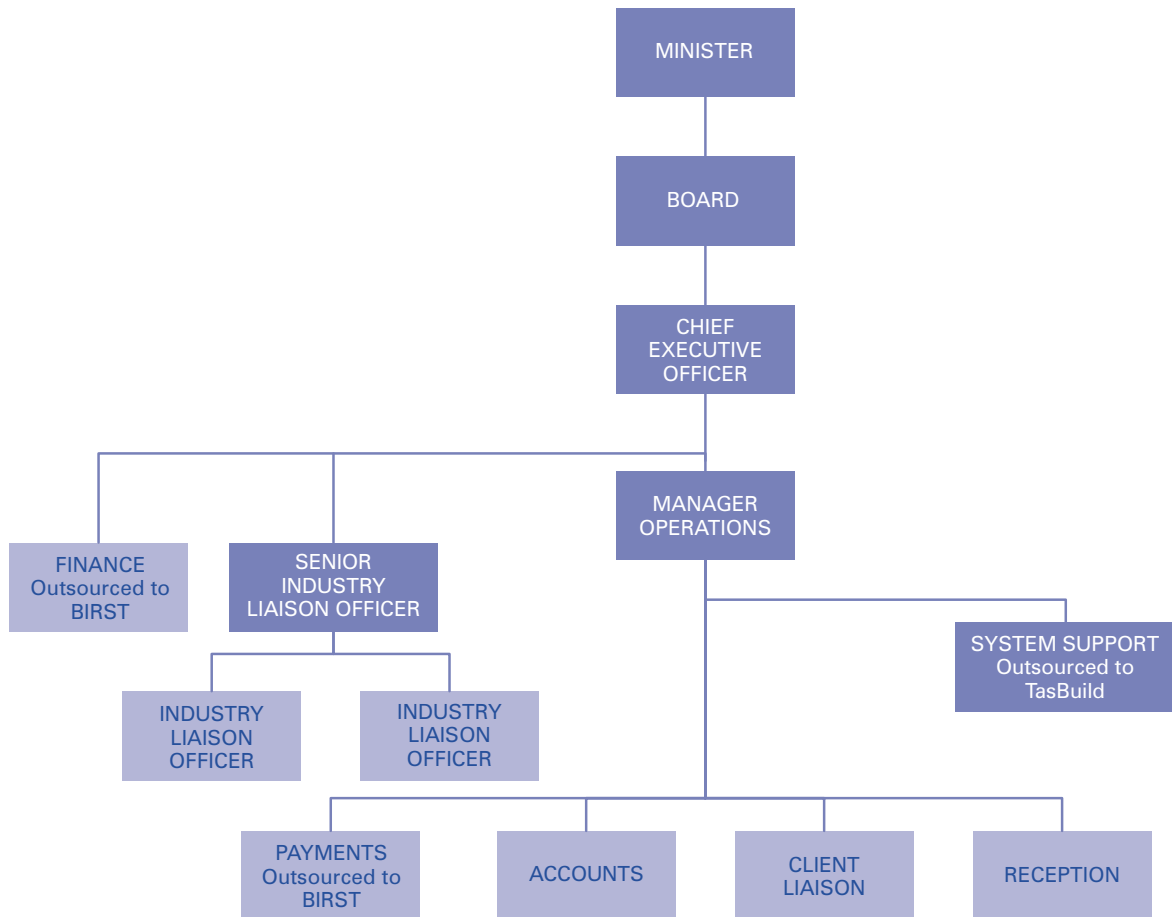 MINISTER
BOARD
CHIEF
EXECUTIVE
OFFICER
MANAGER
OPERATIONS
FINANCE
Outsourced to
BIRST
SENIOR
INDUSTRY
LIAISON OFFICER
SYSTEM SUPPORT
Outsourced to
TasBuild
INDUSTRY
LIAISON
OFFICER
INDUSTRY
LIAISON
OFFICER
PAYMENTS
Outsourced to
BIRST
ACCOUNTS
CLIENT
LIAISON
RECEPTION